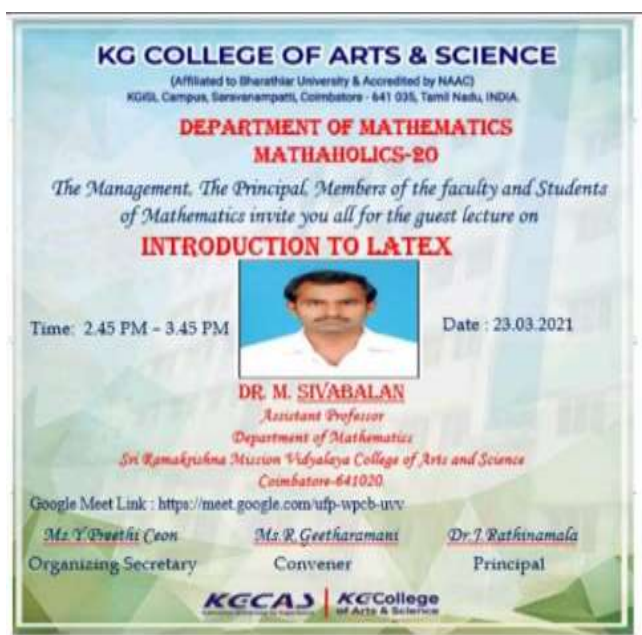 KG COLLEGE OF ARTS & SCIENCE
(Affiliated to Bharathiar University & Accredited by NAAC)
KGISL Campus, Saravanampatti, Coimbatore - 641 035, Tamil Nadu, INDIA.
DEPARTMENT OF MATHEMATICS
MATHAHOLICS-20
The Management, The Principal, Members of the faculty and Students
of Mathematics invite you all for the guest lecture on
INTRODUCTION TO LATEX
Time: 2.45 PM – 3.45 PM
Date : 23.03.2021
DR. M. SIVABALAN
Assistant Professor
Department of Mathematics
Sri Ramakrishna Mission Vidyalaya College of Arts and Science
Coimbatore-641020.
Google Meet Link : https://meet.google.com/ufp-wpcb-uvv
Ms.Y.Preethi Ceon Ms.R.Geetharamani Dr.J.Rathinamala
Organizing Secretary Convener Principal
KGCAS KGCollege
of Arts & Science